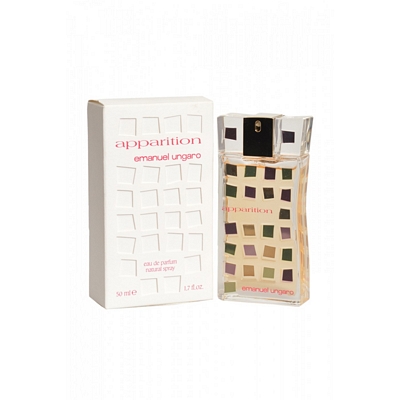 apparition
emanuel ungaro
eau de parfum
natural spray
50 ml e 1.7 fl.oz.
apparition
emanuel ungaro